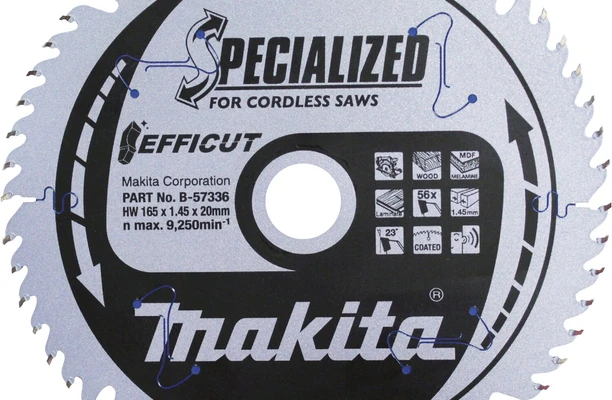 SPECIALIZED
FOR CORDLESS SAWS
EFFICUT
Makita Corporation
PART No. B-57336
HW 165 x 1.45 x 20mm
n max. 9,250min⁻¹
WOOD
MDF
MELAMINE
Laminate
56x
1.45mm
23°
COATED
makita®